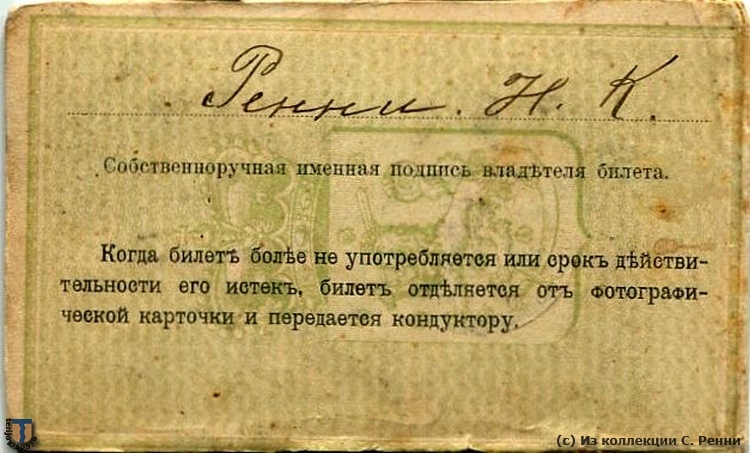 Ренни. Н. К.
Собственноручная именная подпись владѣтеля билета.
Когда билетъ болѣе не употребляется или срокъ дѣйстви-
тельности его истек, билетъ отдѣляется отъ фотографи-
ческой карточки и передается кондуктору.
(c) Из коллекции С. Ренни